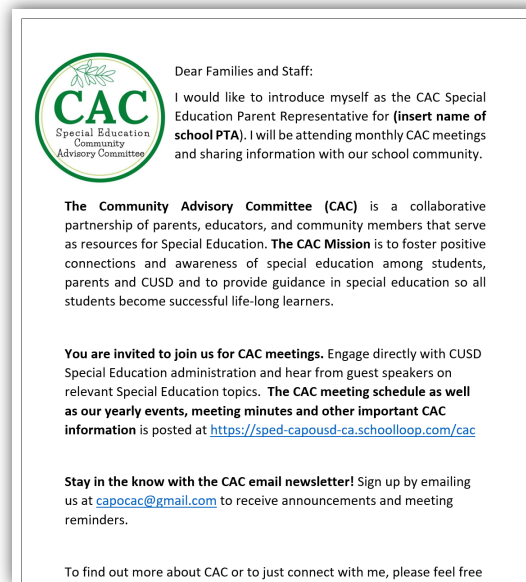 CAC
Special Education
Community
Advisory Committee
Dear Families and Staff:
I would like to introduce myself as the CAC Special
Education Parent Representative for (insert name of
school PTA). I will be attending monthly CAC meetings
and sharing information with our school community.
The Community Advisory Committee (CAC) is a collaborative
partnership of parents, educators, and community members that serve
as resources for Special Education. The CAC Mission is to foster positive
connections and awareness of special education among students,
parents and CUSD and to provide guidance in special education so all
students become successful life-long learners.
You are invited to join us for CAC meetings. Engage directly with CUSD
Special Education administration and hear from guest speakers on
relevant Special Education topics. The CAC meeting schedule as well
as our yearly events, meeting minutes and other important CAC
information is posted at https://sped-capousd-ca.schoolloop.com/cac
Stay in the know with the CAC email newsletter! Sign up by emailing
us at capocac@gmail.com to receive announcements and meeting
reminders.
To find out more about CAC or to just connect with me, please feel free